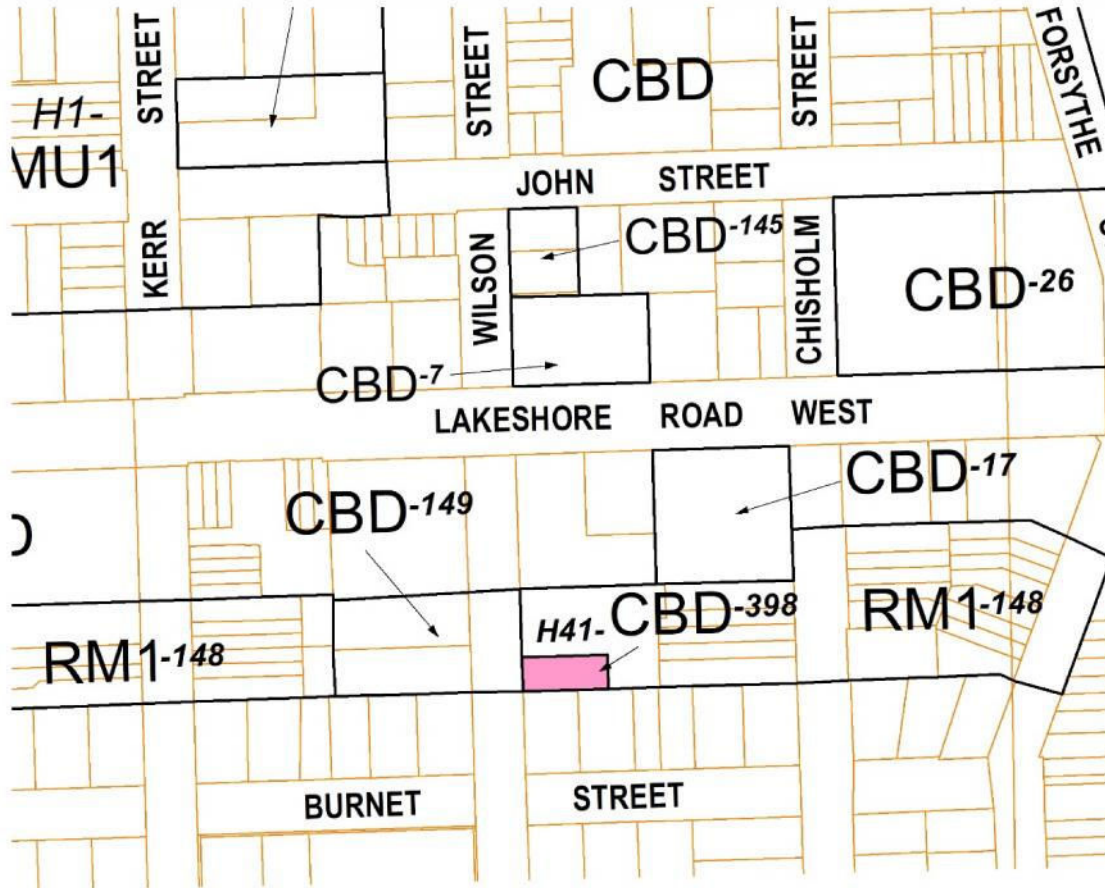 STREET
STREET
STREET
FORSYTHE
CBD
H1-
MU1
JOHN STREET
KERR
WILSON
CBD-145
CHISHOLM
CBD-26
CBD-7
LAKESHORE ROAD WEST
CBD-149
CBD-17
H41-CBD-398
RM1-148
RM1-148
BURNET STREET